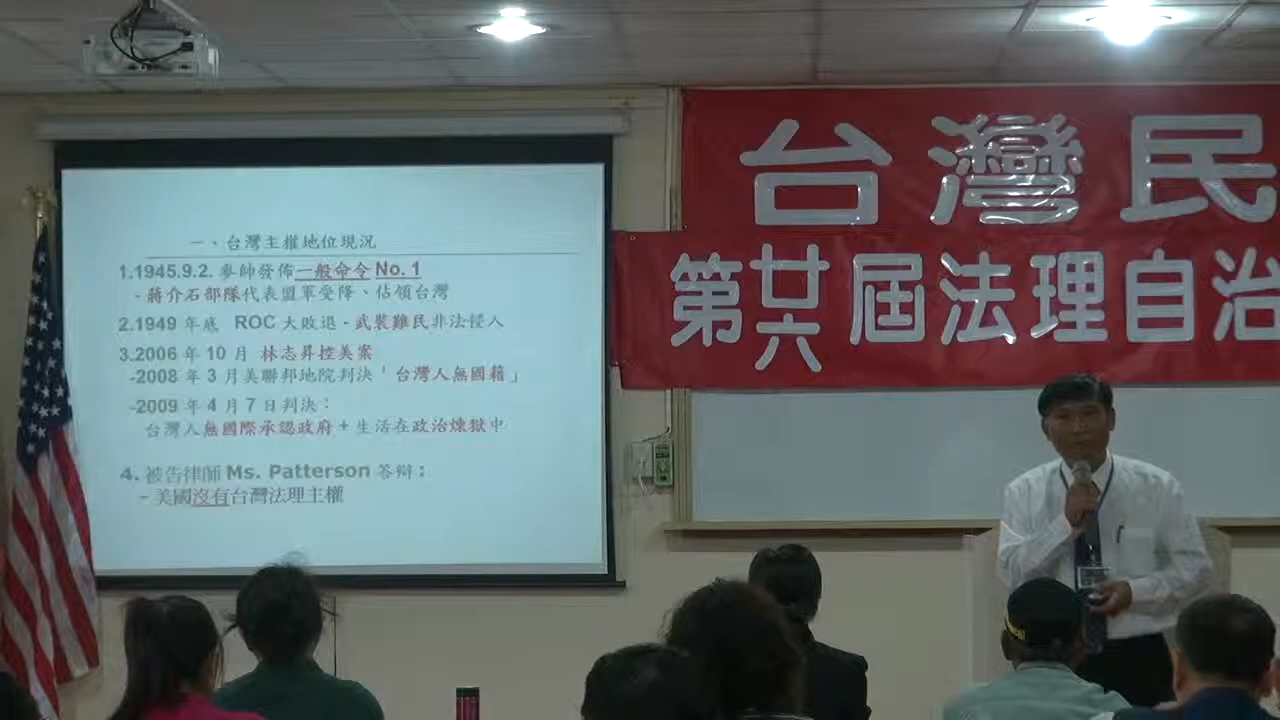 一、台灣主權地位現況
1.1945.9.2. 麥帥發佈一般命令 No. 1
- 蔣介石部隊代表盟軍受降、佔領台灣
2.1949 年底 ROC 大敗退 - 武裝難民非法侵入
3.2006 年 10 月 林志昇控美案
-2008 年 3 月美聯邦地院判決「台灣人無國籍」
-2009 年 4 月 7 日判決：
台灣人無國際承認政府 + 生活在政治煉獄中
4. 被告律師 Ms. Patterson 答辯；
- 美國沒有台灣法理主權
台灣民
第廿六屆法理自治